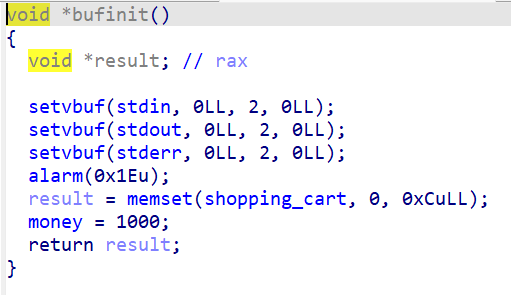 void *bufinit()
{
void *result; // rax
setvbuf(stdin, 0LL, 2, 0LL);
setvbuf(stdout, 0LL, 2, 0LL);
setvbuf(stderr, 0LL, 2, 0LL);
alarm(0x1Eu);
result = memset(shopping_cart, 0, 0xCuLL);
money = 1000;
return result;
}